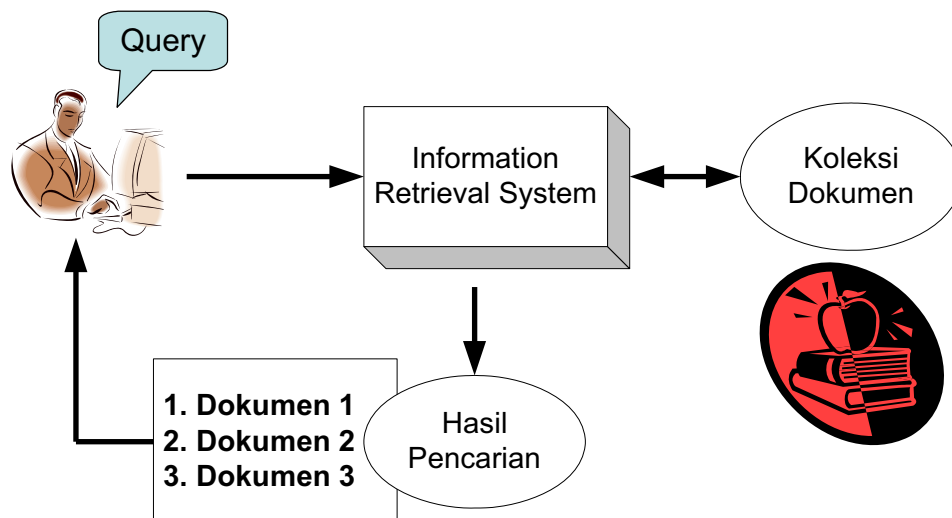 Query
Information
Retrieval System
Koleksi
Dokumen
1. Dokumen 1
2. Dokumen 2
3. Dokumen 3
Hasil
Pencarian